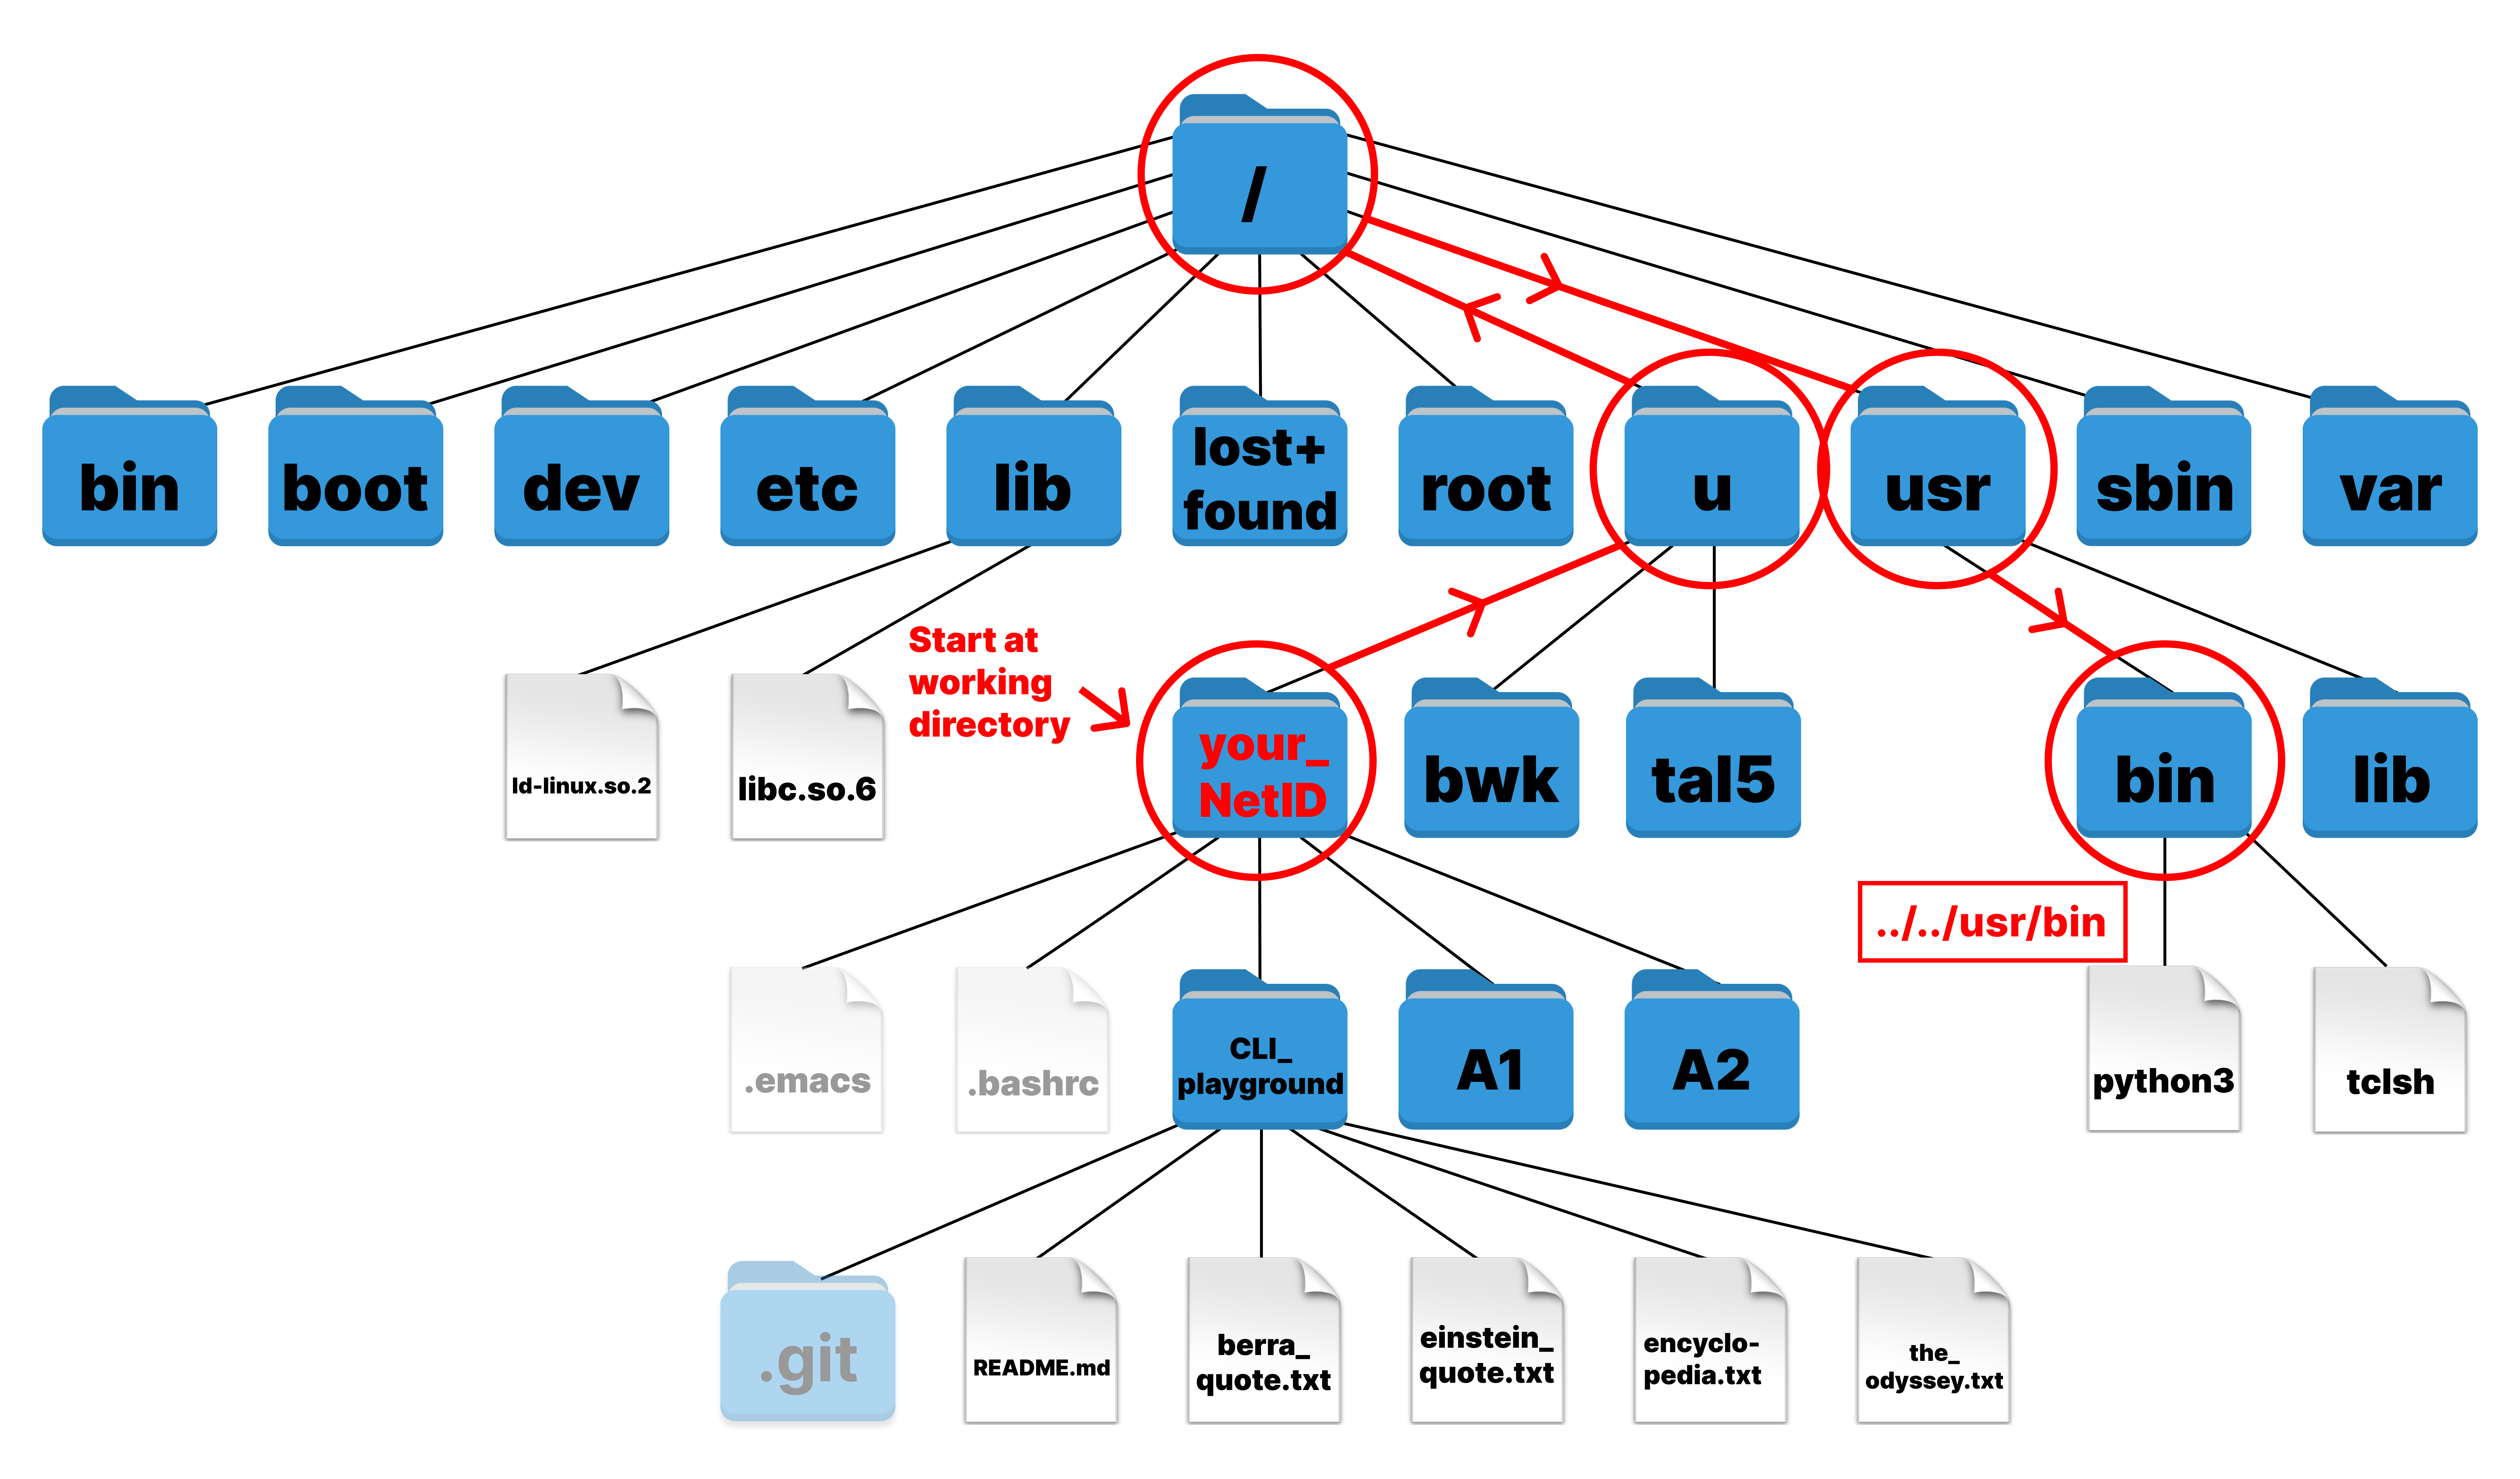 /
bin
boot
dev
etc
lib
lost+
found
root
u
usr
sbin
var
ld-linux.so.2
libc.so.6
Start at
working
directory
your_
NetID
bwk
tal5
bin
lib
../../usr/bin
.emacs
.bashrc
CLI_
playground
A1
A2
python3
tclsh
.git
README.md
berra_
quote.txt
einstein_
quote.txt
encyclo-
pedia.txt
the_
odyssey.txt